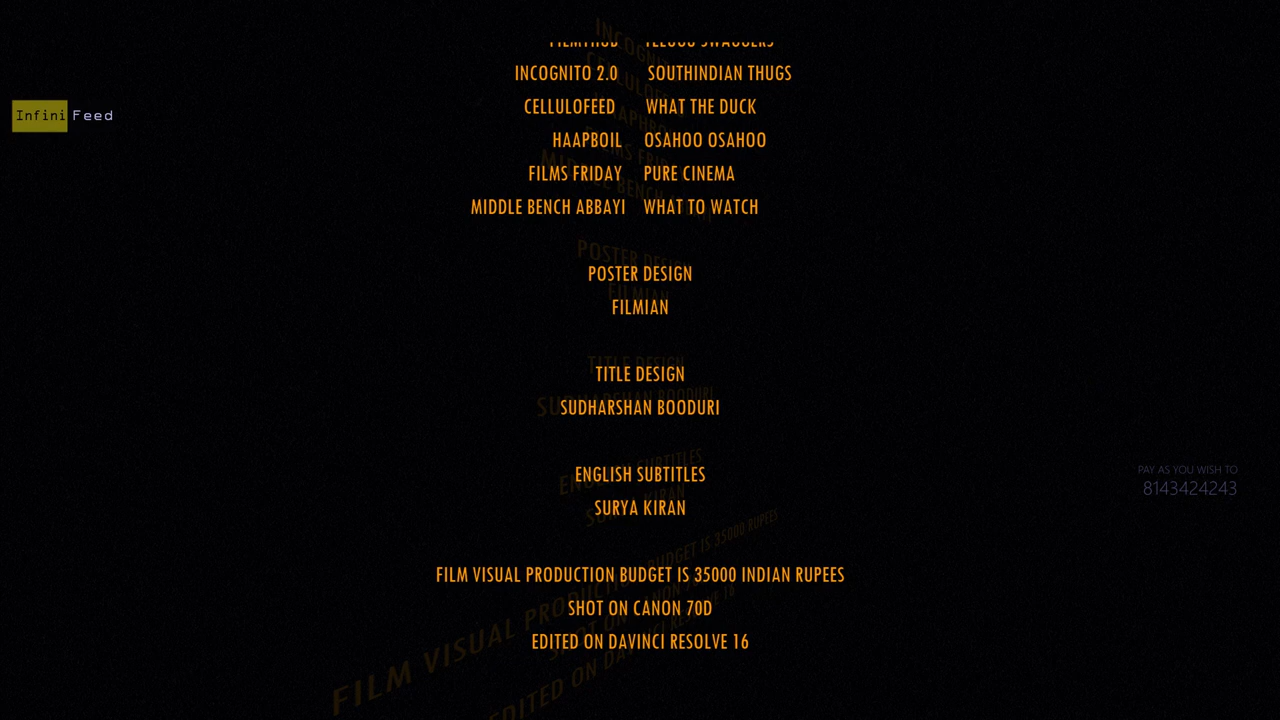 FILMYHUB TELUGU SWAGGERS
INCOGNITO 2.0 SOUTHINDIAN THUGS
CELLULOFEED WHAT THE DUCK
Infini Feed
HAAPBOIL OSAHOO OSAHOO
FILMS FRIDAY PURE CINEMA
MIDDLE BENCH ABBAYI WHAT TO WATCH
POSTER DESIGN
FILMIAN
TITLE DESIGN
SUDHARSHAN BOODURI
PAY AS YOU WISH TO
8143424243
ENGLISH SUBTITLES
SURYA KIRAN
FILM VISUAL PRODUCTION BUDGET IS 35000 INDIAN RUPEES
SHOT ON CANON 70D
EDITED ON DAVINCI RESOLVE 16